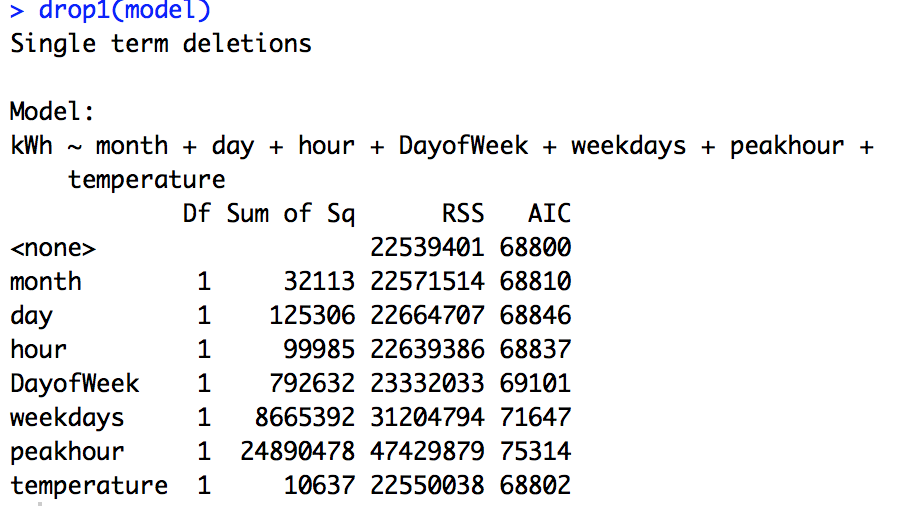 > drop1(model)
Single term deletions

Model:
kWh ~ month + day + hour + DayofWeek + weekdays + peakhour +
    temperature
            Df Sum of Sq      RSS   AIC
<none>                   22539401 68800
month        1     32113 22571514 68810
day          1    125306 22664707 68846
hour         1     99985 22639386 68837
DayofWeek    1    792632 23332033 69101
weekdays     1   8665392 31204794 71647
peakhour     1  24890478 47429879 75314
temperature  1     10637 22550038 68802